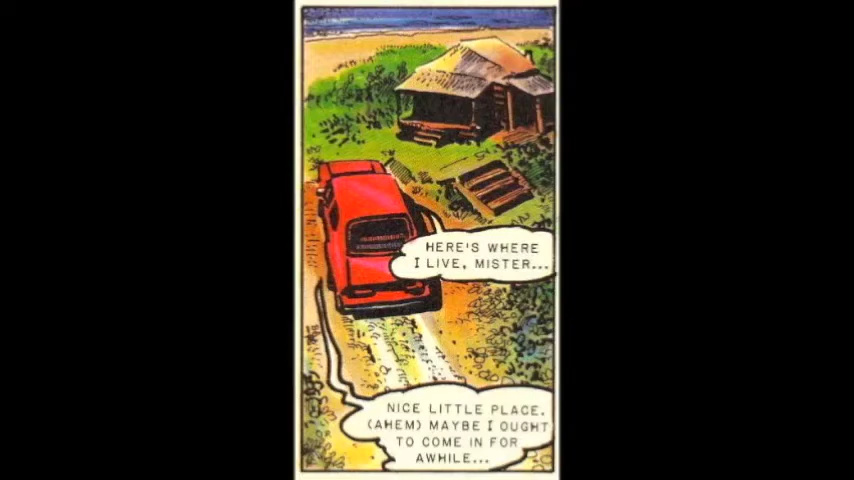 HERE'S WHERE
I LIVE, MISTER...
NICE LITTLE PLACE.
(AHEM) MAYBE I OUGHT
TO COME IN FOR
AWHILE...